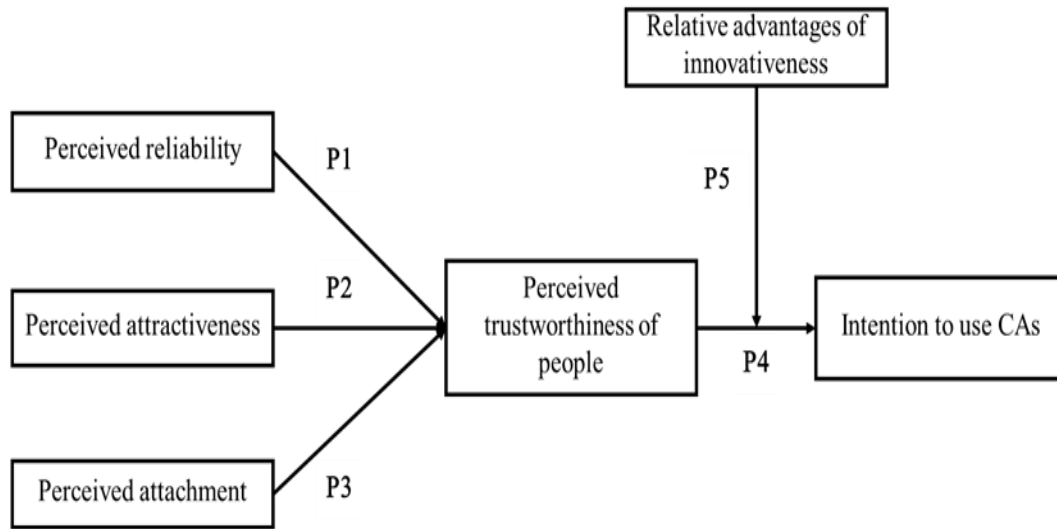 Relative advantages of
innovativeness
Perceived reliability
P1
P5
P2
Perceived attractiveness
Perceived
trustworthiness of
people
Intention to use CAs
P4
Perceived attachment
P3